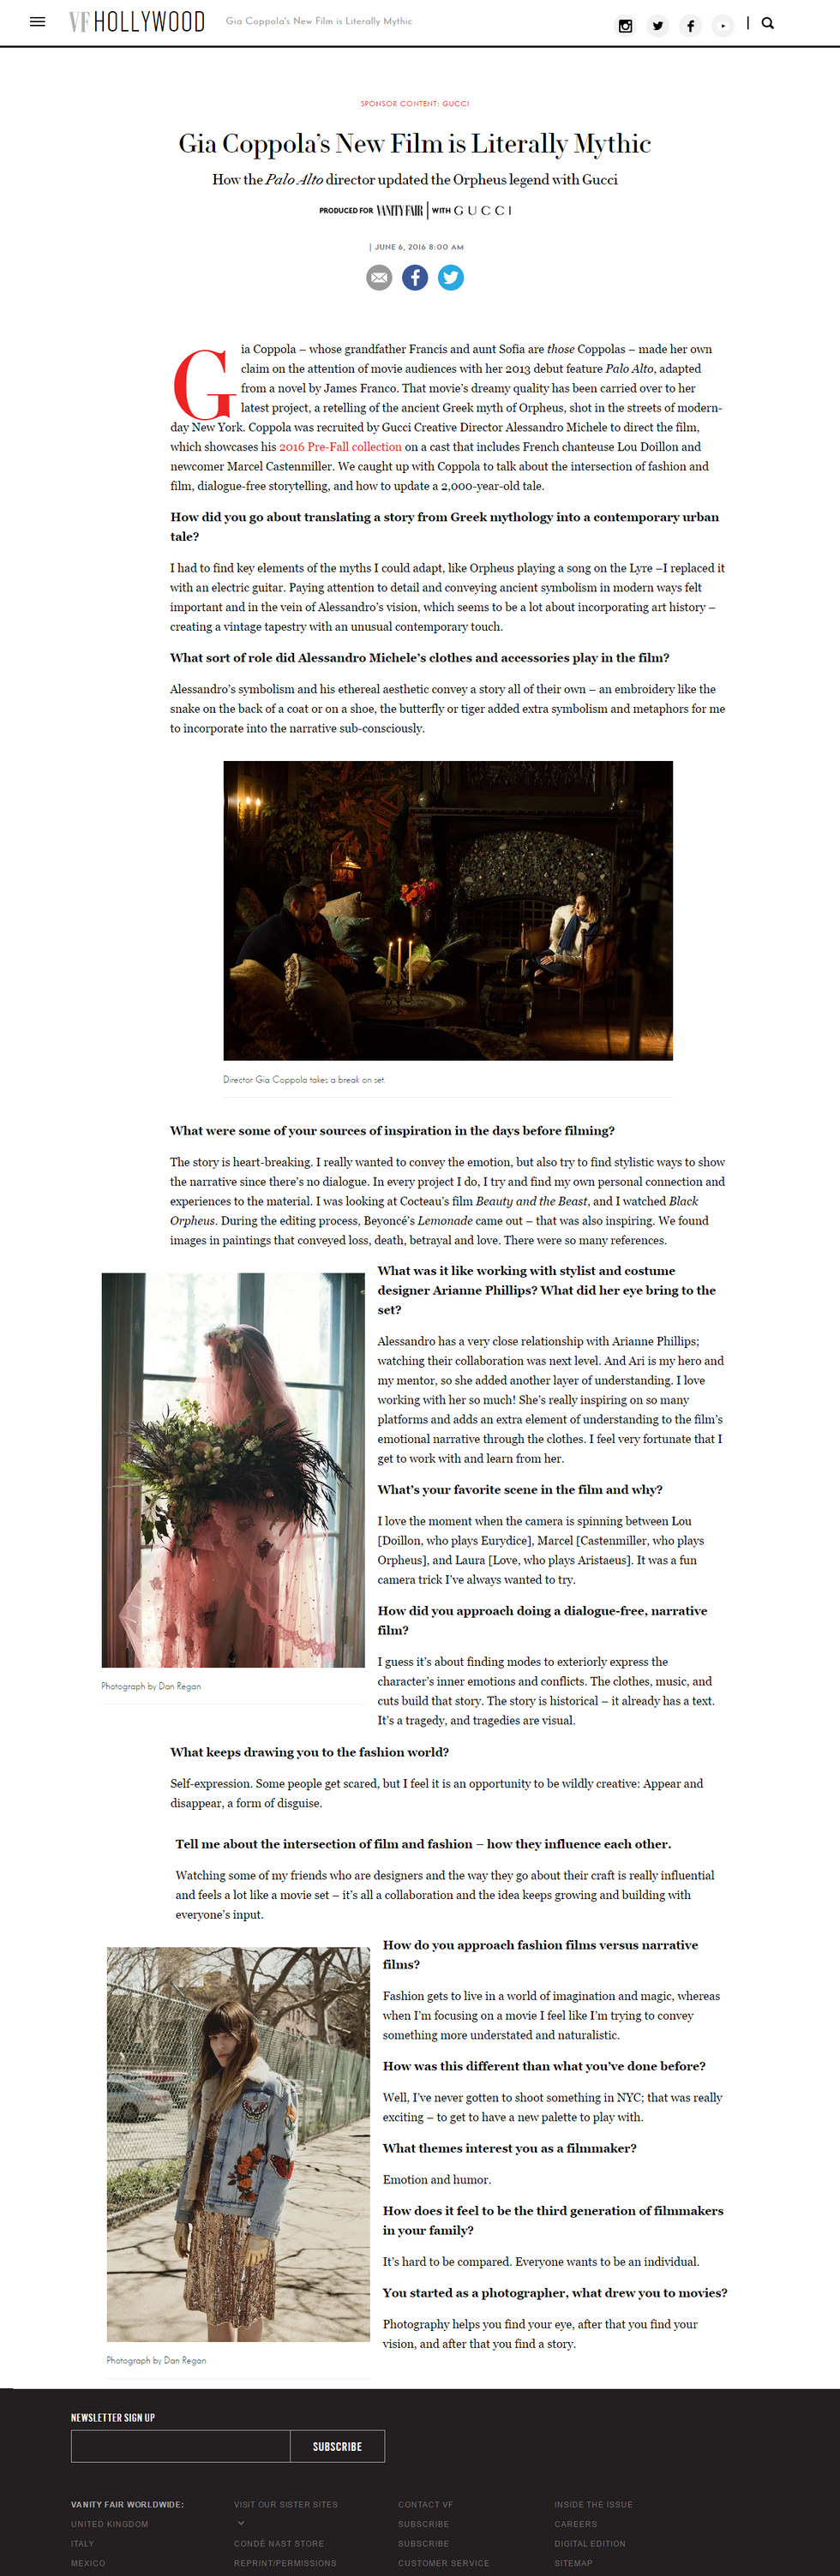 VF HOLLYWOOD
Gia Coppola's New Film is Literally Mythic
SPONSOR CONTENT: GUCCI
Gia Coppola’s New Film is Literally Mythic
How the Palo Alto director updated the Orpheus legend with Gucci
PRODUCED FOR VANITY FAIR | WITH GUCCI
| JUNE 6, 2016 8:00 AM
Gia Coppola – whose grandfather Francis and aunt Sofia are those Coppolas – made her own
claim on the attention of movie audiences with her 2013 debut feature Palo Alto, adapted
from a novel by James Franco. That movie’s dreamy quality has been carried over to her
latest project, a retelling of the ancient Greek myth of Orpheus, shot in the streets of modern-
day New York. Coppola was recruited by Gucci Creative Director Alessandro Michele to direct the film,
which showcases his 2016 Pre-Fall collection on a cast that includes French chanteuse Lou Doillon and
newcomer Marcel Castenmiller. We caught up with Coppola to talk about the intersection of fashion and
film, dialogue-free storytelling, and how to update a 2,000-year-old tale.
How did you go about translating a story from Greek mythology into a contemporary urban
tale?
I had to find key elements of the myths I could adapt, like Orpheus playing a song on the Lyre –I replaced it
with an electric guitar. Paying attention to detail and conveying ancient symbolism in modern ways felt
important and in the vein of Alessandro’s vision, which seems to be a lot about incorporating art history –
creating a vintage tapestry with an unusual contemporary touch.
What sort of role did Alessandro Michele’s clothes and accessories play in the film?
Alessandro’s symbolism and his ethereal aesthetic convey a story all of their own – an embroidery like the
snake on the back of a coat or on a shoe, the butterfly or tiger added extra symbolism and metaphors for me
to incorporate into the narrative sub-consciously.
Director Gia Coppola takes a break on set.
What were some of your sources of inspiration in the days before filming?
The story is heart-breaking. I really wanted to convey the emotion, but also try to find stylistic ways to show
the narrative since there’s no dialogue. In every project I do, I try and find my own personal connection and
experiences to the material. I was looking at Cocteau’s film Beauty and the Beast, and I watched Black
Orpheus. During the editing process, Beyoncé’s Lemonade came out – that was also inspiring. We found
images in paintings that conveyed loss, death, betrayal and love. There were so many references.
What was it like working with stylist and costume
designer Arianne Phillips? What did her eye bring to the
set?
Alessandro has a very close relationship with Arianne Phillips;
watching their collaboration was next level. And Ari is my hero and
my mentor, so she added another layer of understanding. I love
working with her so much! She’s really inspiring on so many
platforms and adds an extra element of understanding to the film’s
emotional narrative through the clothes. I feel very fortunate that I
get to work with and learn from her.
What’s your favorite scene in the film and why?
I love the moment when the camera is spinning between Lou
[Doillon, who plays Eurydice], Marcel [Castenmiller, who plays
Orpheus], and Laura [Love, who plays Aristaeus]. It was a fun
camera trick I’ve always wanted to try.
How did you approach doing a dialogue-free, narrative
film?
I guess it’s about finding modes to exteriorly express the
character’s inner emotions and conflicts. The clothes, music, and
cuts build that story. The story is historical – it already has a text.
It’s a tragedy, and tragedies are visual.
Photograph by Dan Regan
What keeps drawing you to the fashion world?
Self-expression. Some people get scared, but I feel it is an opportunity to be wildly creative: Appear and
disappear, a form of disguise.
Tell me about the intersection of film and fashion – how they influence each other.
Watching some of my friends who are designers and the way they go about their craft is really influential
and feels a lot like a movie set – it’s all a collaboration and the idea keeps growing and building with
everyone’s input.
How do you approach fashion films versus narrative
films?
Fashion gets to live in a world of imagination and magic, whereas
when I’m focusing on a movie I feel like I’m trying to convey
something more understated and naturalistic.
How was this different than what you’ve done before?
Well, I’ve never gotten to shoot something in NYC; that was really
exciting – to get to have a new palette to play with.
What themes interest you as a filmmaker?
Emotion and humor.
How does it feel to be the third generation of filmmakers
in your family?
It’s hard to be compared. Everyone wants to be an individual.
You started as a photographer, what drew you to movies?
Photography helps you find your eye, after that you find your
vision, and after that you find a story.
Photograph by Dan Regan
NEWSLETTER SIGN UP
SUBSCRIBE
VANITY FAIR WORLDWIDE:
UNITED KINGDOM
ITALY
MEXICO
VISIT OUR SISTER SITES
CONDÉ NAST STORE
REPRINT/PERMISSIONS
CONTACT VF
SUBSCRIBE
SUBSCRIBE
CUSTOMER SERVICE
INSIDE THE ISSUE
CAREERS
DIGITAL EDITION
SITEMAP